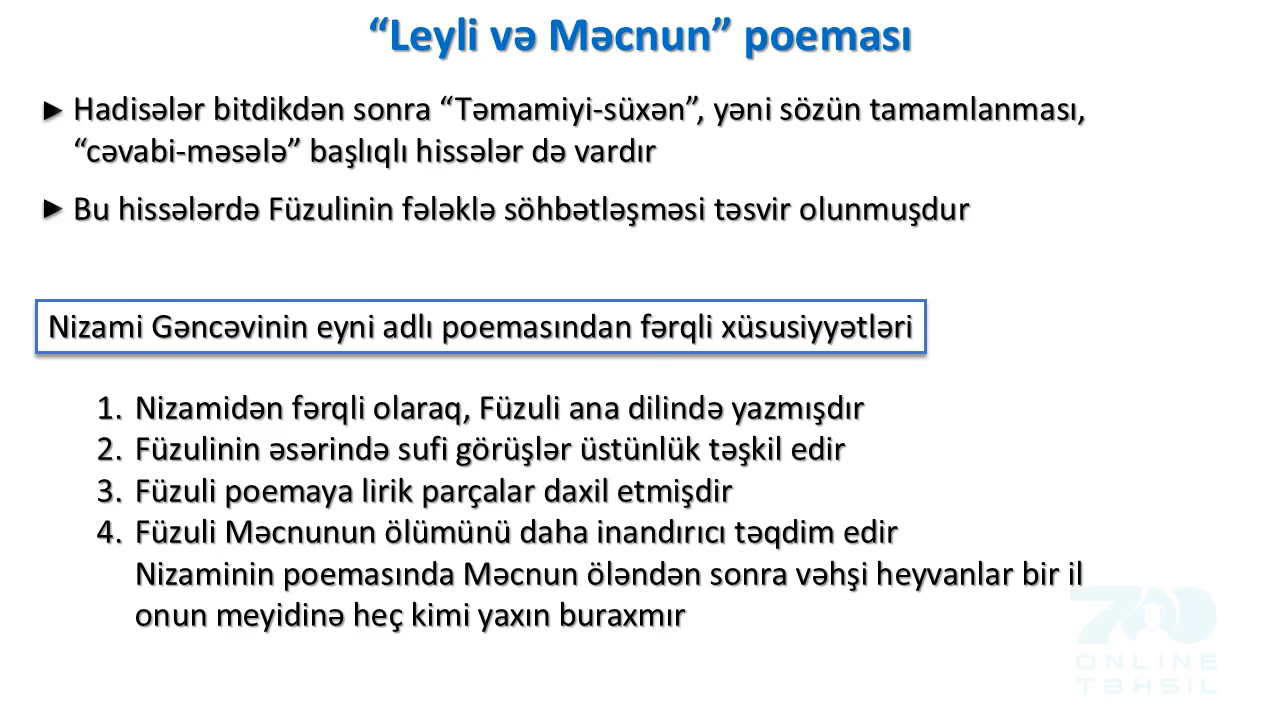 “Leyli və Məcnun” poeması
► Hadisələr bitdikdən sonra “Təmamiyi-süxən”, yəni sözün tamamlanması,
“cəvabi-məsələ” başlıqlı hissələr də vardır
► Bu hissələrdə Füzulinin fələklə söhbətləşməsi təsvir olunmuşdur
Nizami Gəncəvinin eyni adlı poemasından fərqli xüsusiyyətləri
1. Nizamidən fərqli olaraq, Füzuli ana dilində yazmışdır
2. Füzulinin əsərində sufi görüşlər üstünlük təşkil edir
3. Füzuli poemaya lirik parçalar daxil etmişdir
4. Füzuli Məcnunun ölümünü daha inandırıcı təqdim edir
Nizaminin poemasında Məcnun öləndən sonra vəhşi heyvanlar bir il
onun meyidinə heç kimi yaxın buraxmır
700
ONLINE
TƏHSIL